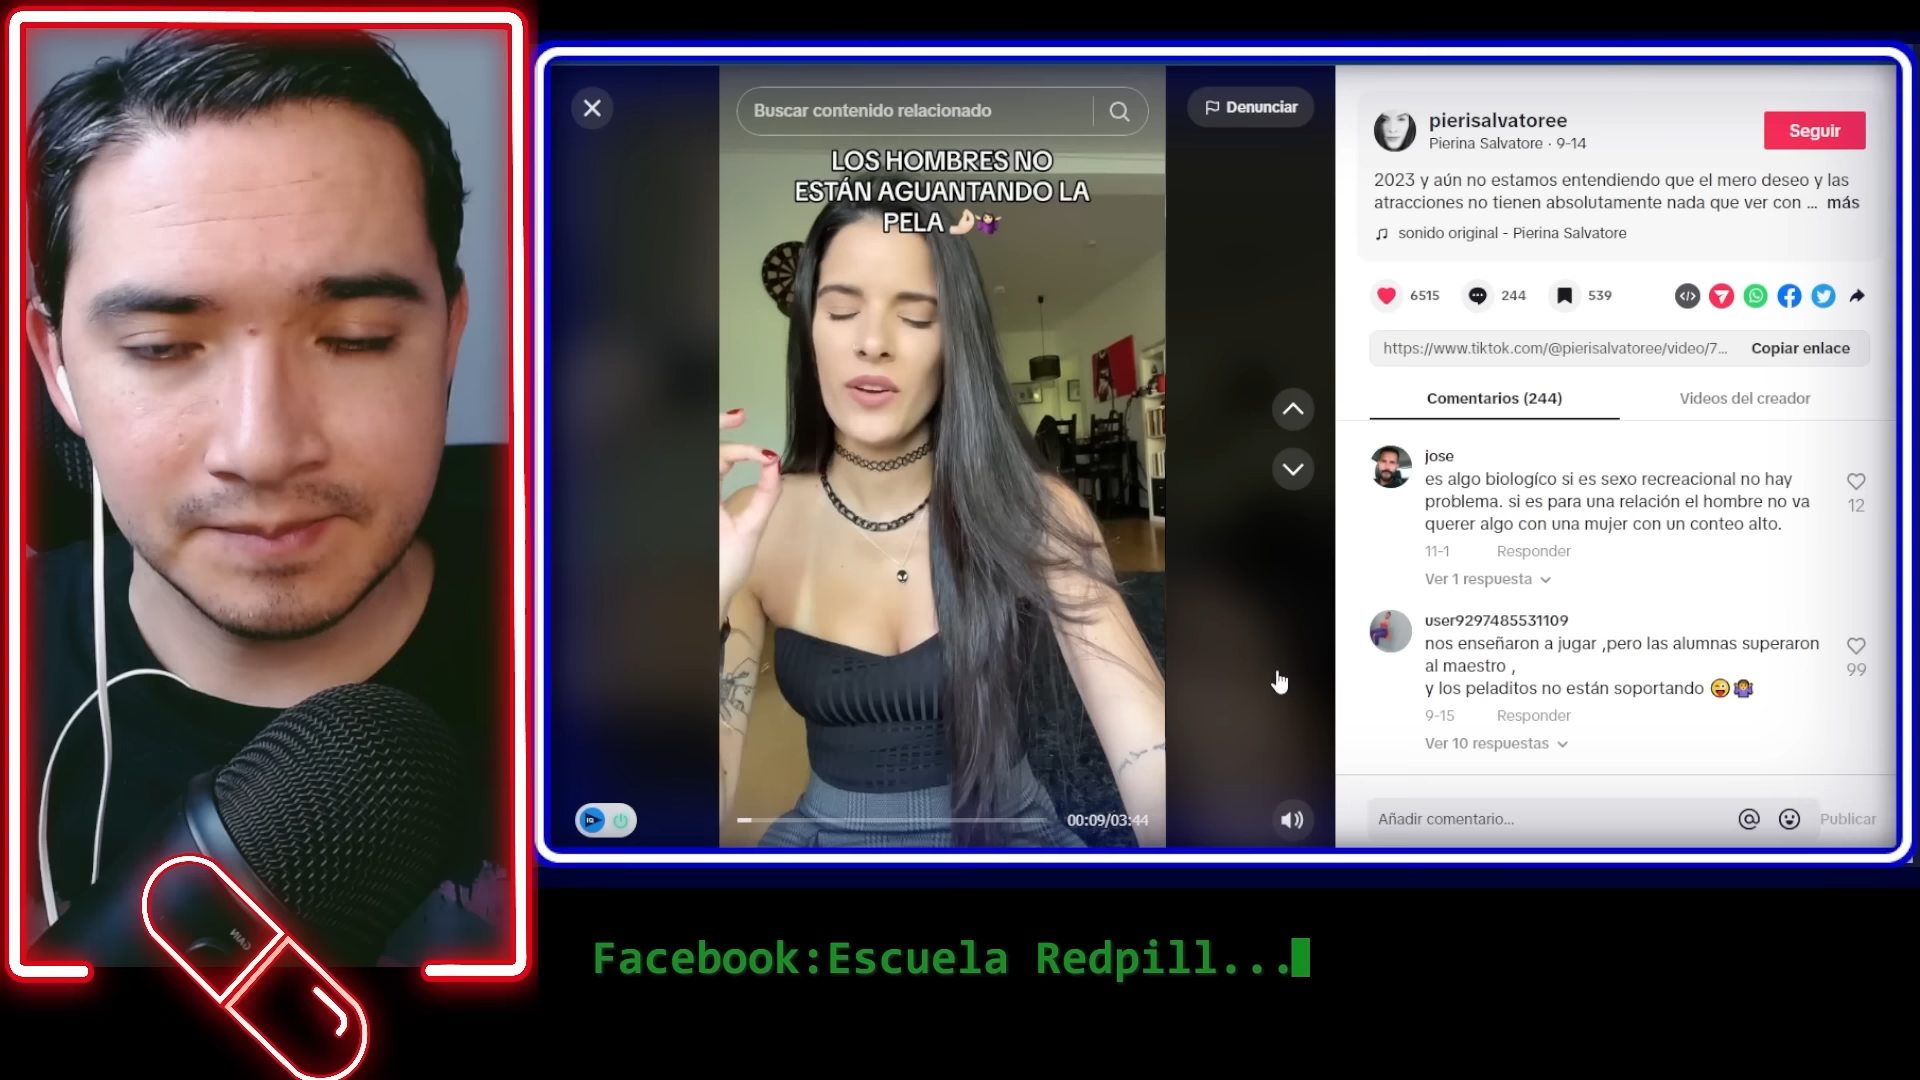 Buscar contenido relacionado
Denunciar
LOS HOMBRES NO
ESTÁN AGUANTANDO LA
PELA 🤌🏻🤷🏻‍♀️
00:09/03:44
pierisalvatoree
Pierina Salvatore · 9-14
Seguir
2023 y aún no estamos entendiendo que el mero deseo y las
atracciones no tienen absolutamente nada que ver con ... más
sonido original - Pierina Salvatore
6515
244
539
https://www.tiktok.com/@pierisalvatoree/video/7...
Copiar enlace
Comentarios (244)
Videos del creador
jose
es algo biologíco si es sexo recreacional no hay
problema. si es para una relación el hombre no va
querer algo con una mujer con un conteo alto.
12
11-1 Responder
Ver 1 respuesta
user9297485531109
nos enseñaron a jugar ,pero las alumnas superaron
al maestro ,
y los peladitos no están soportando 😜🤷🏽‍♀️
99
9-15 Responder
Ver 10 respuestas
Añadir comentario...
Publicar
GAIN
Facebook:Escuela Redpill...